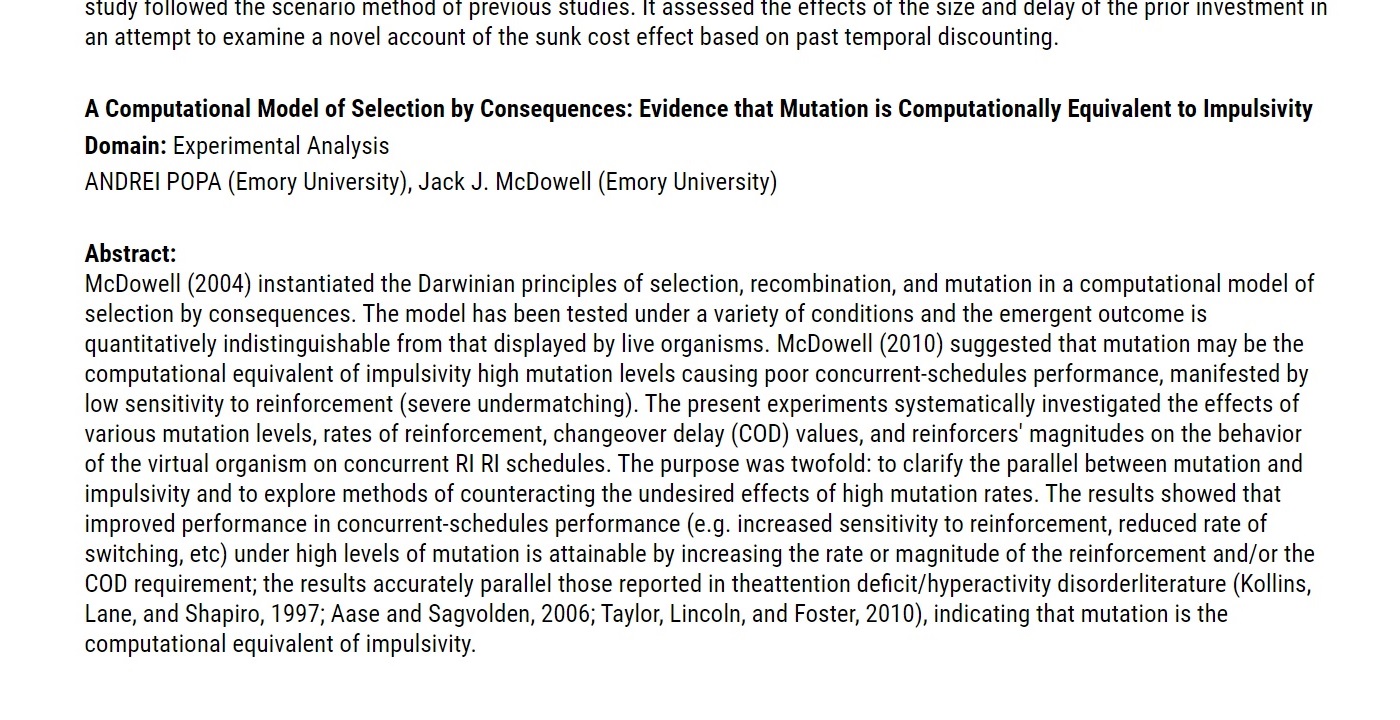 study followed the scenario method of previous studies. It assessed the effects of the size and delay of the prior investment in
an attempt to examine a novel account of the sunk cost effect based on past temporal discounting.
A Computational Model of Selection by Consequences: Evidence that Mutation is Computationally Equivalent to Impulsivity
Domain: Experimental Analysis
ANDREI POPA (Emory University), Jack J. McDowell (Emory University)
Abstract:
McDowell (2004) instantiated the Darwinian principles of selection, recombination, and mutation in a computational model of
selection by consequences. The model has been tested under a variety of conditions and the emergent outcome is
quantitatively indistinguishable from that displayed by live organisms. McDowell (2010) suggested that mutation may be the
computational equivalent of impulsivity high mutation levels causing poor concurrent-schedules performance, manifested by
low sensitivity to reinforcement (severe undermatching). The present experiments systematically investigated the effects of
various mutation levels, rates of reinforcement, changeover delay (COD) values, and reinforcers' magnitudes on the behavior
of the virtual organism on concurrent RI RI schedules. The purpose was twofold: to clarify the parallel between mutation and
impulsivity and to explore methods of counteracting the undesired effects of high mutation rates. The results showed that
improved performance in concurrent-schedules performance (e.g. increased sensitivity to reinforcement, reduced rate of
switching, etc) under high levels of mutation is attainable by increasing the rate or magnitude of the reinforcement and/or the
COD requirement; the results accurately parallel those reported in theattention deficit/hyperactivity disorderliterature (Kollins,
Lane, and Shapiro, 1997; Aase and Sagvolden, 2006; Taylor, Lincoln, and Foster, 2010), indicating that mutation is the
computational equivalent of impulsivity.